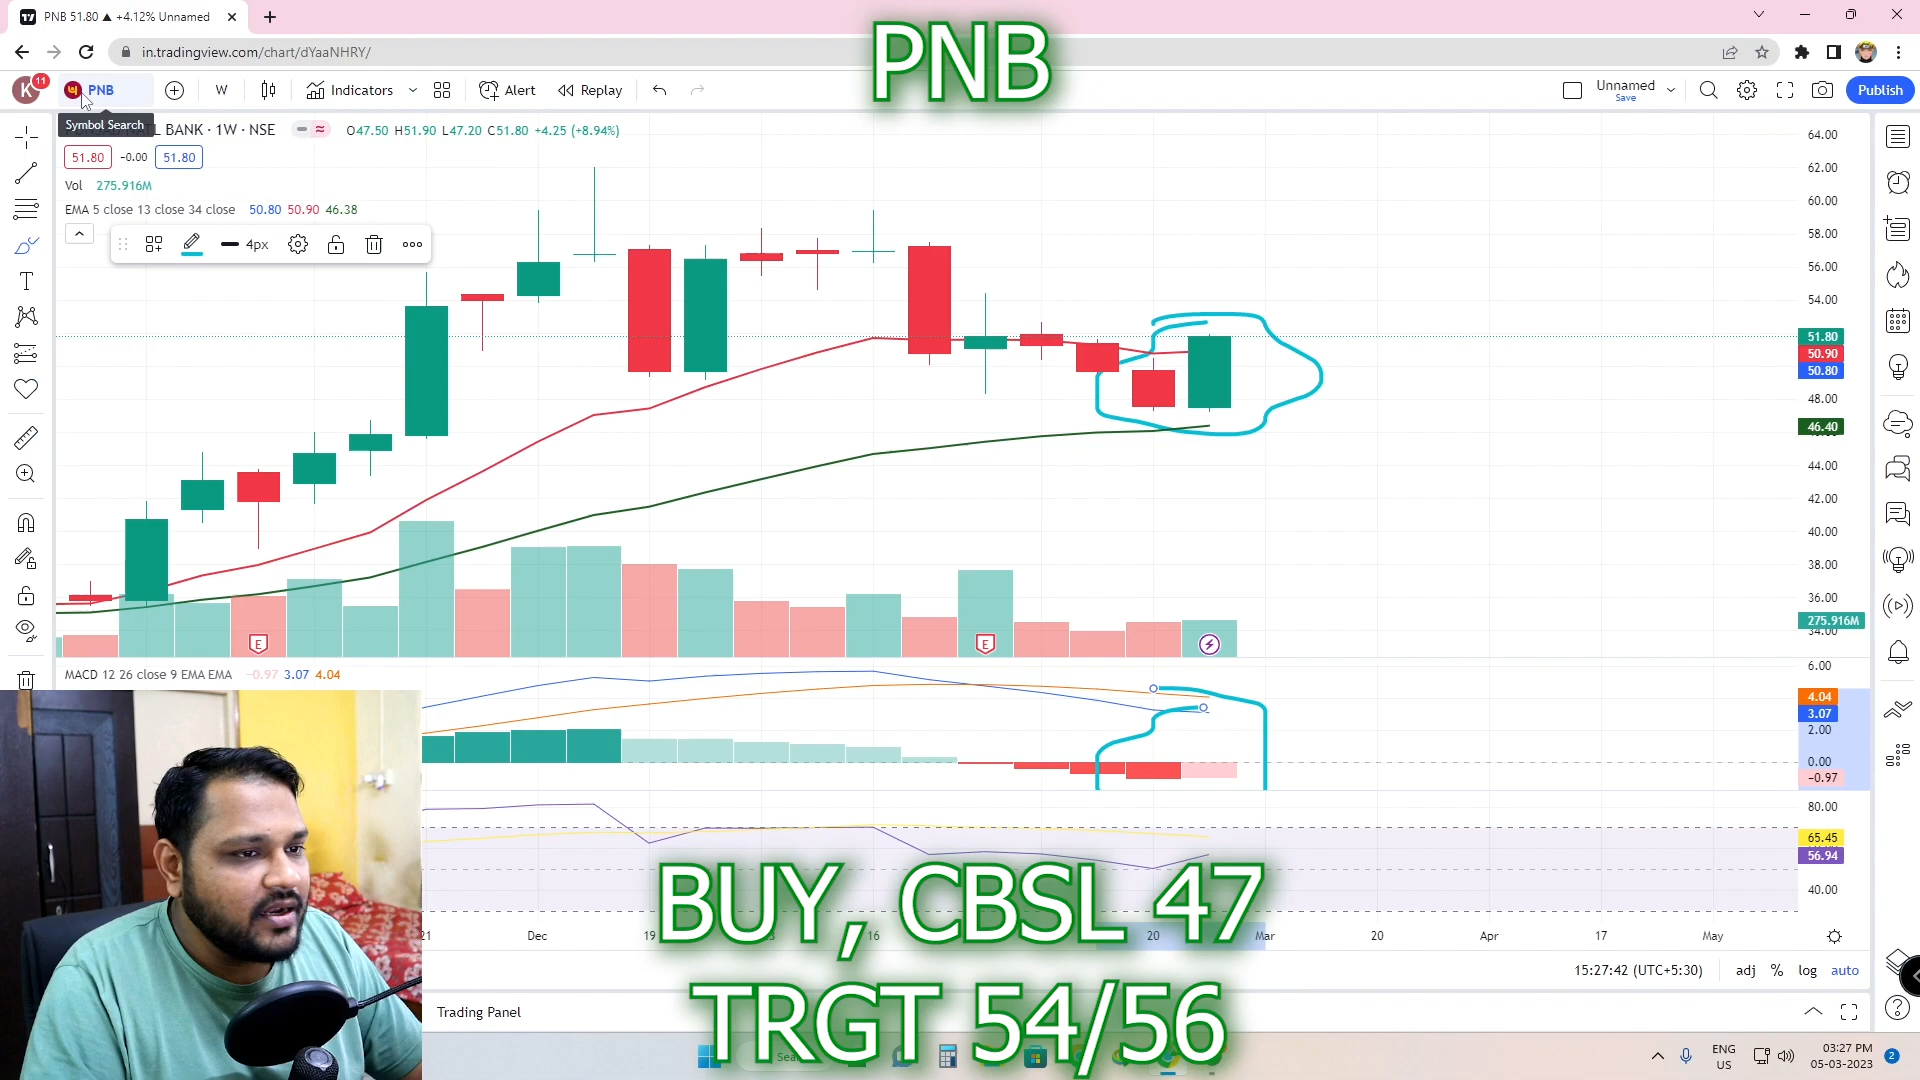 PNB 51.80 ▲ +4.12% Unnamed
in.tradingview.com/chart/dYaaNHRY/
PNB
K 11
PNB
W
Indicators
Alert
Replay
Unnamed
Save
Publish
Symbol Search
L BANK · 1W · NSE
O47.50 H51.90 L47.20 C51.80 +4.25 (+8.94%)
51.80 −0.00 51.80
Vol 275.916M
EMA 5 close 13 close 34 close 50.80 50.90 46.38
4px
64.00
62.00
60.00
58.00
56.00
54.00
51.80
50.90
50.80
48.00
46.40
44.00
42.00
40.00
38.00
36.00
275.916M
34.00
E
E
MACD 12 26 close 9 EMA EMA −0.97 3.07 4.04
6.00
4.04
3.07
2.00
0.00
−0.97
80.00
65.45
56.94
40.00
BUY, CBSL 47
21 Dec 19 16 20 Mar 20 Apr 17 May
15:27:42 (UTC+5:30) adj % log auto
TRGT 54/56
Trading Panel
ENG
US
03:27 PM
05-03-2023
2